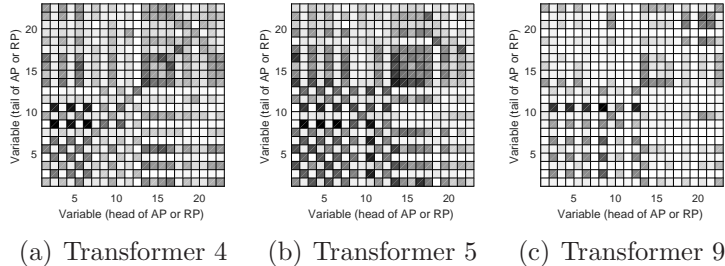 20
15
10
5
Variable (tail of AP or RP)
5 10 15 20
Variable (head of AP or RP)
(a) Transformer 4
20
15
10
5
Variable (tail of AP or RP)
5 10 15 20
Variable (head of AP or RP)
(b) Transformer 5
20
15
10
5
Variable (tail of AP or RP)
5 10 15 20
Variable (head of AP or RP)
(c) Transformer 9